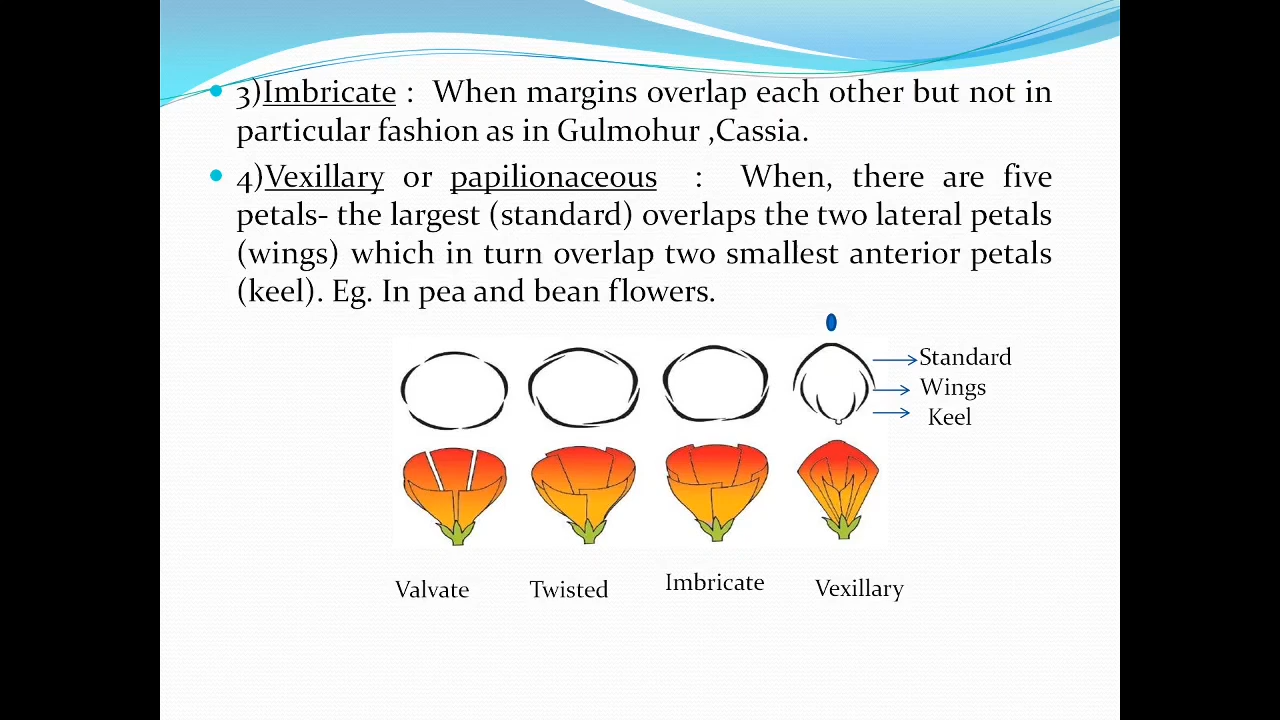 3)Imbricate : When margins overlap each other but not in
particular fashion as in Gulmohur ,Cassia.
4)Vexillary or papilionaceous : When, there are five
petals- the largest (standard) overlaps the two lateral petals
(wings) which in turn overlap two smallest anterior petals
(keel). Eg. In pea and bean flowers.
Standard
Wings
Keel
Valvate
Twisted
Imbricate
Vexillary